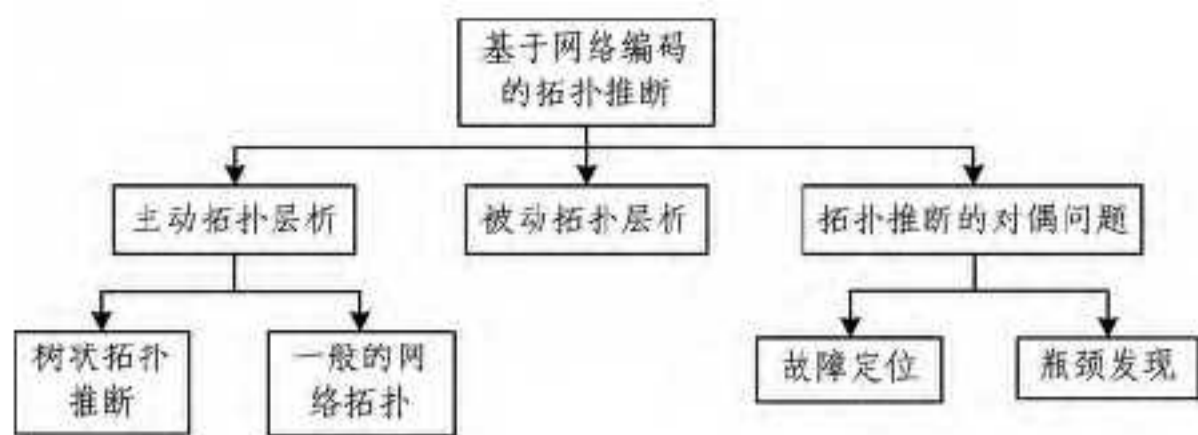 基于网络编码
的拓扑推断
主动拓扑层析
被动拓扑层析
拓扑推断的对偶问题
树状拓扑
推断
一般的网
络拓扑
故障定位
瓶颈发现